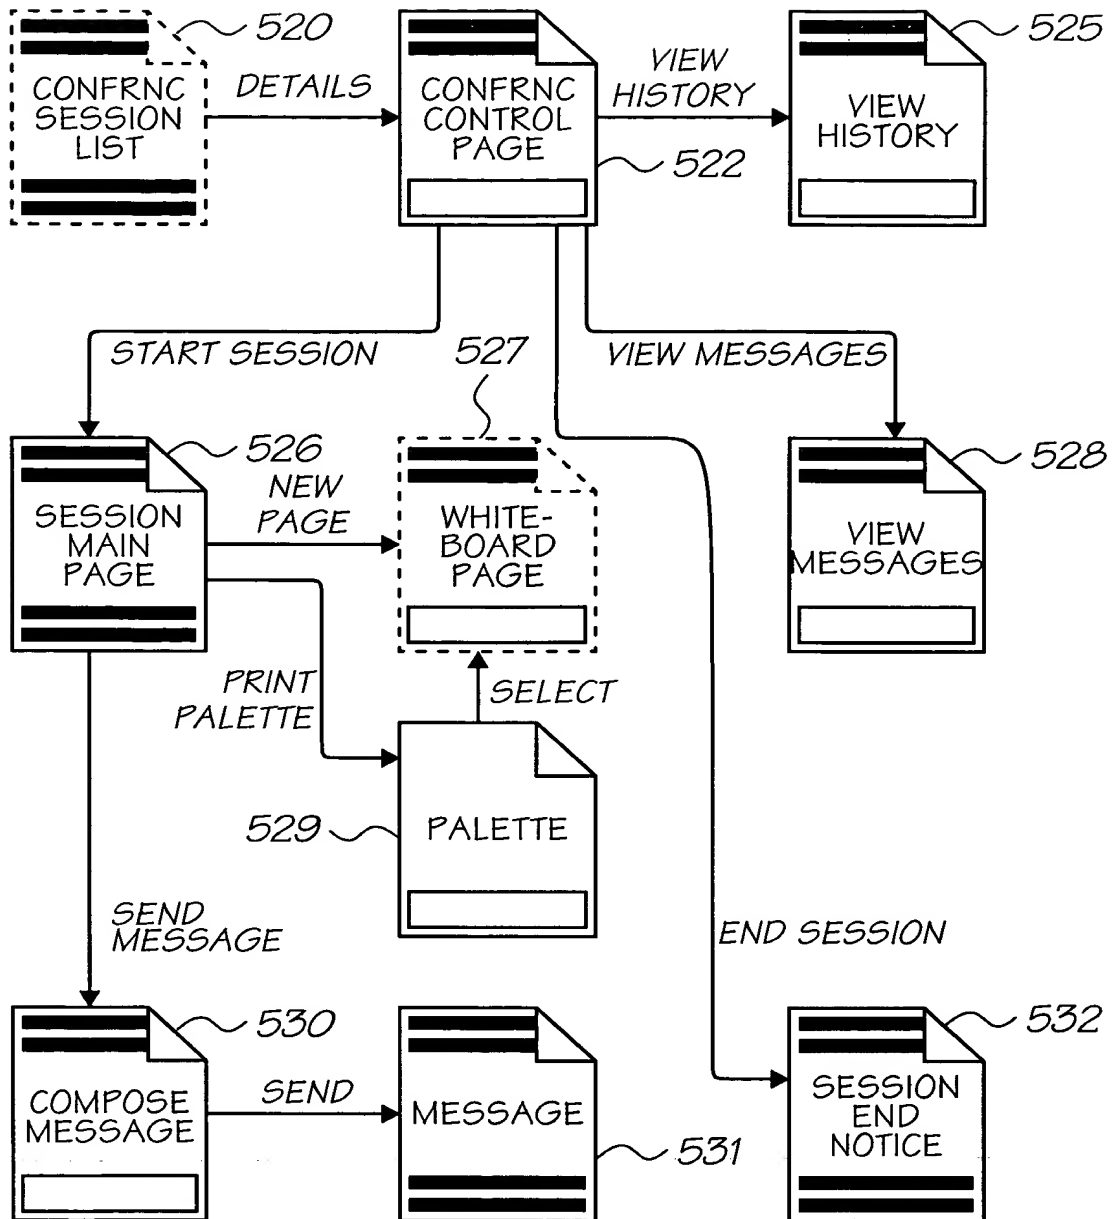 520
CONFRNC
SESSION
LIST
DETAILS
CONFRNC
CONTROL
PAGE
522
VIEW
HISTORY
525
VIEW
HISTORY
START SESSION
527
VIEW MESSAGES
526
SESSION
MAIN
PAGE
NEW
PAGE
WHITE-
BOARD
PAGE
528
VIEW
MESSAGES
PRINT
PALETTE
SELECT
529
PALETTE
SEND
MESSAGE
END SESSION
530
COMPOSE
MESSAGE
SEND
MESSAGE
531
532
SESSION
END
NOTICE